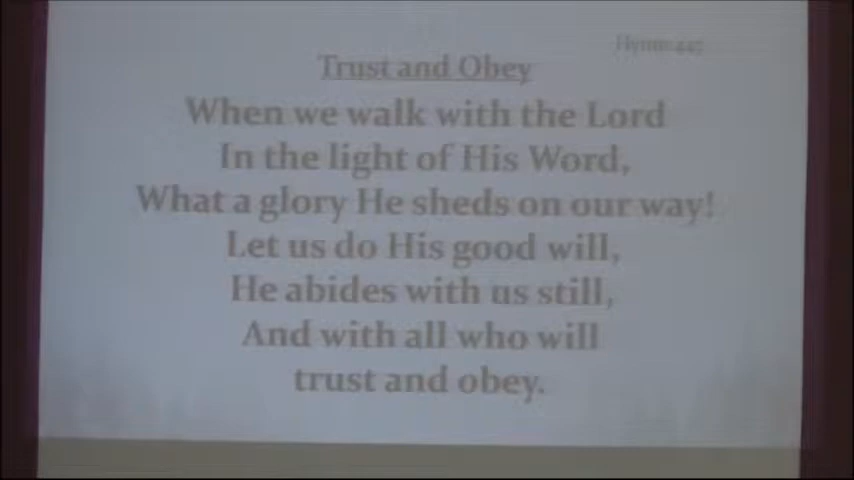 Trust and Obey
When we walk with the Lord
In the light of His Word,
What a glory He sheds on our way!
Let us do His good will,
He abides with us still,
And with all who will
trust and obey.